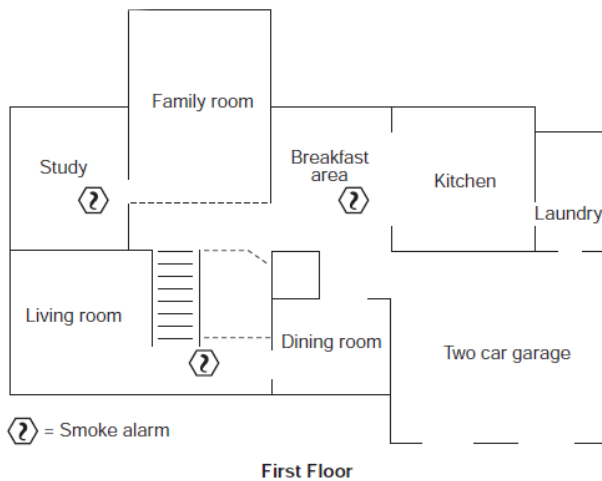 Family room
Study
Breakfast
area
Kitchen
Laundry
Living room
Dining room
Two car garage
= Smoke alarm
First Floor